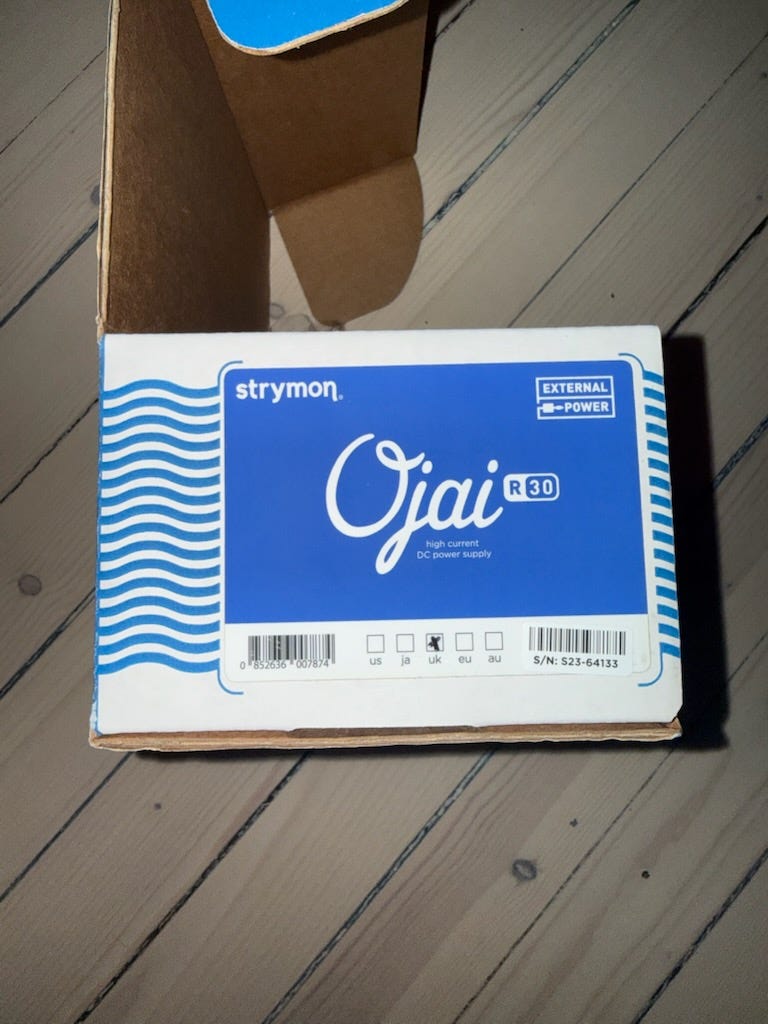 strymon®
EXTERNAL
POWER
Ojai R30
high current
DC power supply
0 852636 007874
us ja uk eu au
S/N: S23-64133